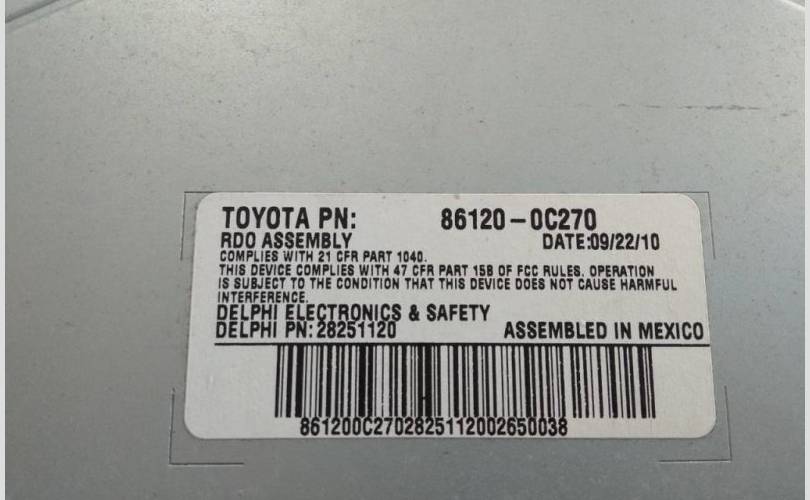 TOYOTA PN: 86120-0C270
RDO ASSEMBLY DATE:09/22/10
COMPLIES WITH 21 CFR PART 1040.
THIS DEVICE COMPLIES WITH 47 CFR PART 15B OF FCC RULES. OPERATION
IS SUBJECT TO THE CONDITION THAT THIS DEVICE DOES NOT CAUSE HARMFUL
INTERFERENCE.
DELPHI ELECTRONICS & SAFETY
DELPHI PN: 28251120 ASSEMBLED IN MEXICO
861200C2702825112002650038